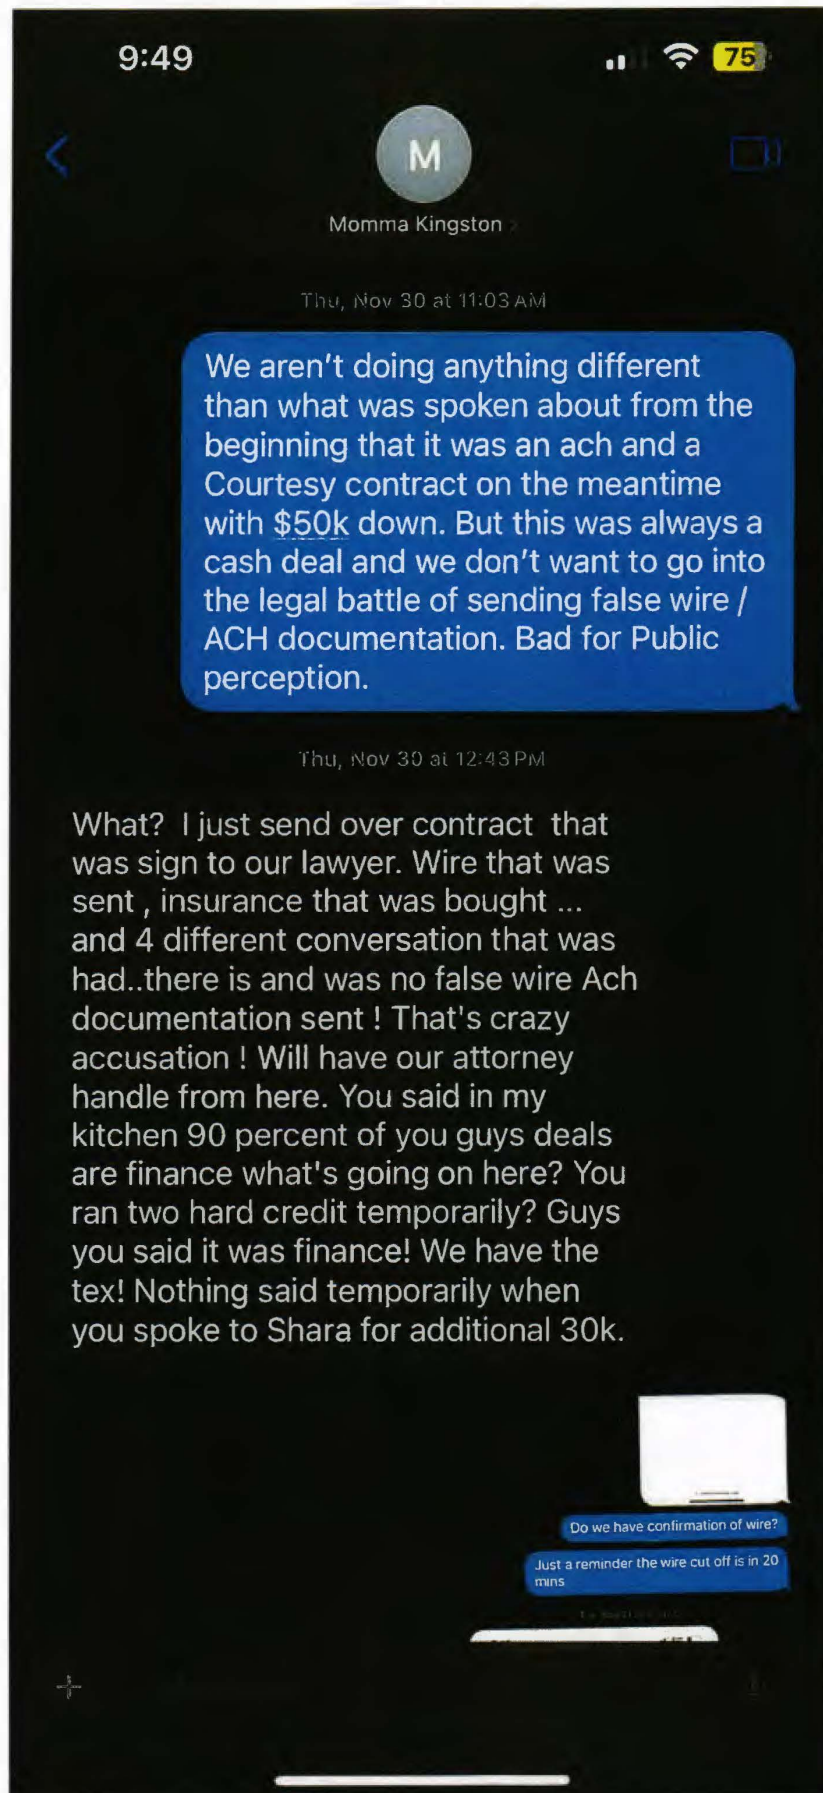 9:49
75
M
Momma Kingston
Thu, Nov 30 at 11:03 AM
We aren't doing anything different
than what was spoken about from the
beginning that it was an ach and a
Courtesy contract on the meantime
with $50k down. But this was always a
cash deal and we don't want to go into
the legal battle of sending false wire /
ACH documentation. Bad for Public
perception.
Thu, Nov 30 at 12:43 PM
What? I just send over contract that
was sign to our lawyer. Wire that was
sent , insurance that was bought ...
and 4 different conversation that was
had..there is and was no false wire Ach
documentation sent ! That's crazy
accusation ! Will have our attorney
handle from here. You said in my
kitchen 90 percent of you guys deals
are finance what's going on here? You
ran two hard credit temporarily? Guys
you said it was finance! We have the
tex! Nothing said temporarily when
you spoke to Shara for additional 30k.
Do we have confirmation of wire?
Just a reminder the wire cut off is in 20
mins